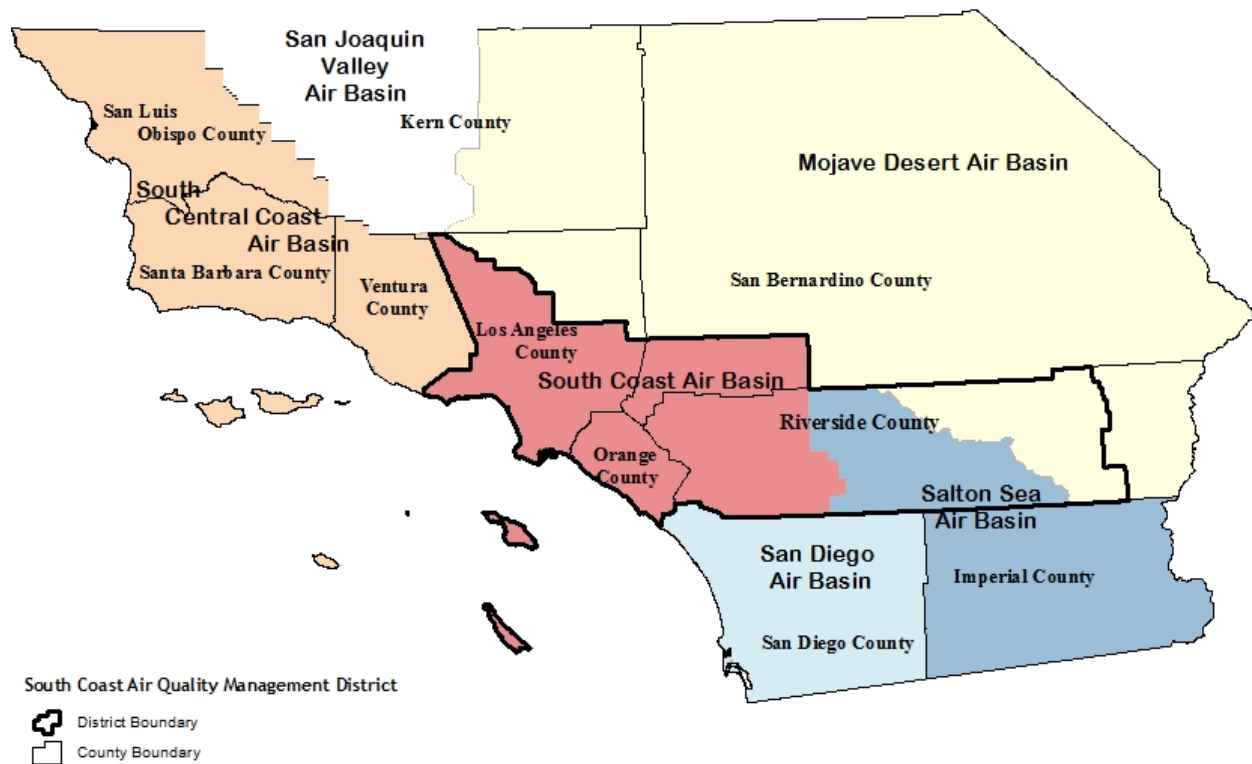 San Joaquin
Valley
Air Basin
San Luis
Obispo County
Kern County
Mojave Desert Air Basin
South
Central Coast
Air Basin
Santa Barbara County
Ventura
County
San Bernardino County
Los Angeles
County
South Coast Air Basin
Riverside County
Orange
County
Salton Sea
Air Basin
San Diego
Air Basin
Imperial County
San Diego County
South Coast Air Quality Management District
District Boundary
County Boundary